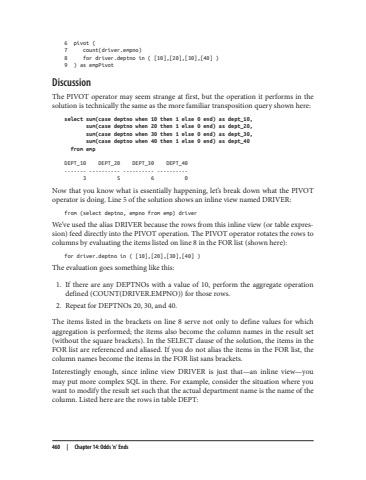 6 pivot (
7 count(driver.empno)
8 for driver.deptno in ( [10],[20],[30],[40] )
9 ) as empPivot
Discussion
The PIVOT operator may seem strange at first, but the operation it performs in the
solution is technically the same as the more familiar transposition query shown here:
select sum(case deptno when 10 then 1 else 0 end) as dept_10,
sum(case deptno when 20 then 1 else 0 end) as dept_20,
sum(case deptno when 30 then 1 else 0 end) as dept_30,
sum(case deptno when 40 then 1 else 0 end) as dept_40
from emp
DEPT_10 DEPT_20 DEPT_30 DEPT_40
------- ---------- ---------- ----------
3 5 6 0
Now that you know what is essentially happening, let's break down what the PIVOT
operator is doing. Line 5 of the solution shows an inline view named DRIVER:
from (select deptno, empno from emp) driver
We've used the alias DRIVER because the rows from this inline view (or table expres-
sion) feed directly into the PIVOT operation. The PIVOT operator rotates the rows to
columns by evaluating the items listed on line 8 in the FOR list (shown here):
for driver.deptno in ( [10],[20],[30],[40] )
The evaluation goes something like this:
1. If there are any DEPTNOs with a value of 10, perform the aggregate operation
defined (COUNT(DRIVER.EMPNO)) for those rows.
2. Repeat for DEPTNOs 20, 30, and 40.
The items listed in the brackets on line 8 serve not only to define values for which
aggregation is performed; the items also become the column names in the result set
(without the square brackets). In the SELECT clause of the solution, the items in the
FOR list are referenced and aliased. If you do not alias the items in the FOR list, the
column names become the items in the FOR list sans brackets.
Interestingly enough, since inline view DRIVER is just that—an inline view—you
may put more complex SQL in there. For example, consider the situation where you
want to modify the result set such that the actual department name is the name of the
column. Listed here are the rows in table DEPT:
460 | Chapter 14: Odds 'n' Ends